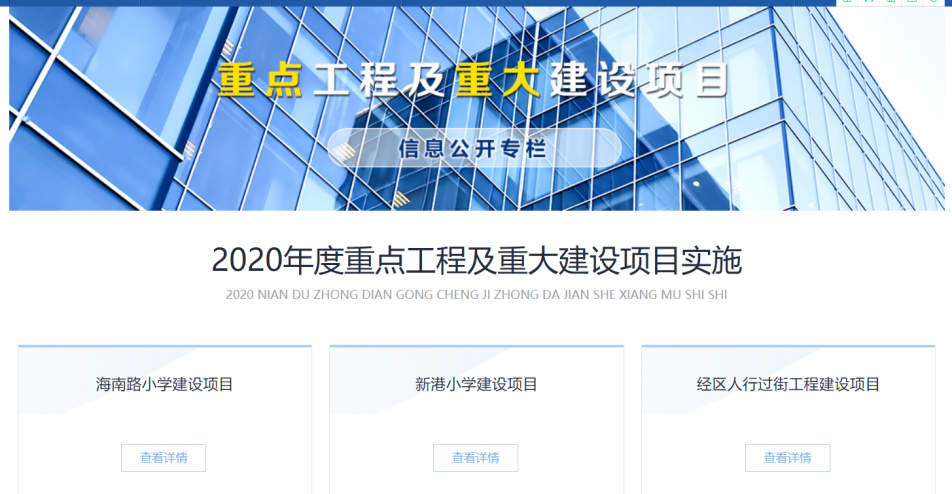 重点工程及重大建设项目
信息公开专栏
2020年度重点工程及重大建设项目实施
2020 NIAN DU ZHONG DIAN GONG CHENG JI ZHONG DA JIAN SHE XIANG MU SHI SHI
海南路小学建设项目
新港小学建设项目
经区人行过街工程建设项目
查看详情
查看详情
查看详情